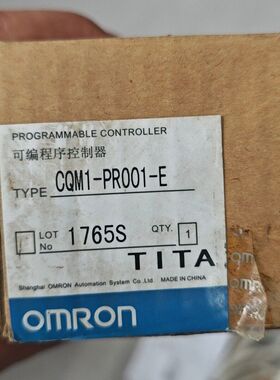 PROGRAMMABLE CONTROLLER
可编程序控制器
TYPE CQM1-PRO01-E
LOT No 1765S QTY. 1
TITA
Shanghai OMRON Automation System Co.,Ltd. MADE IN CHINA
OMRON